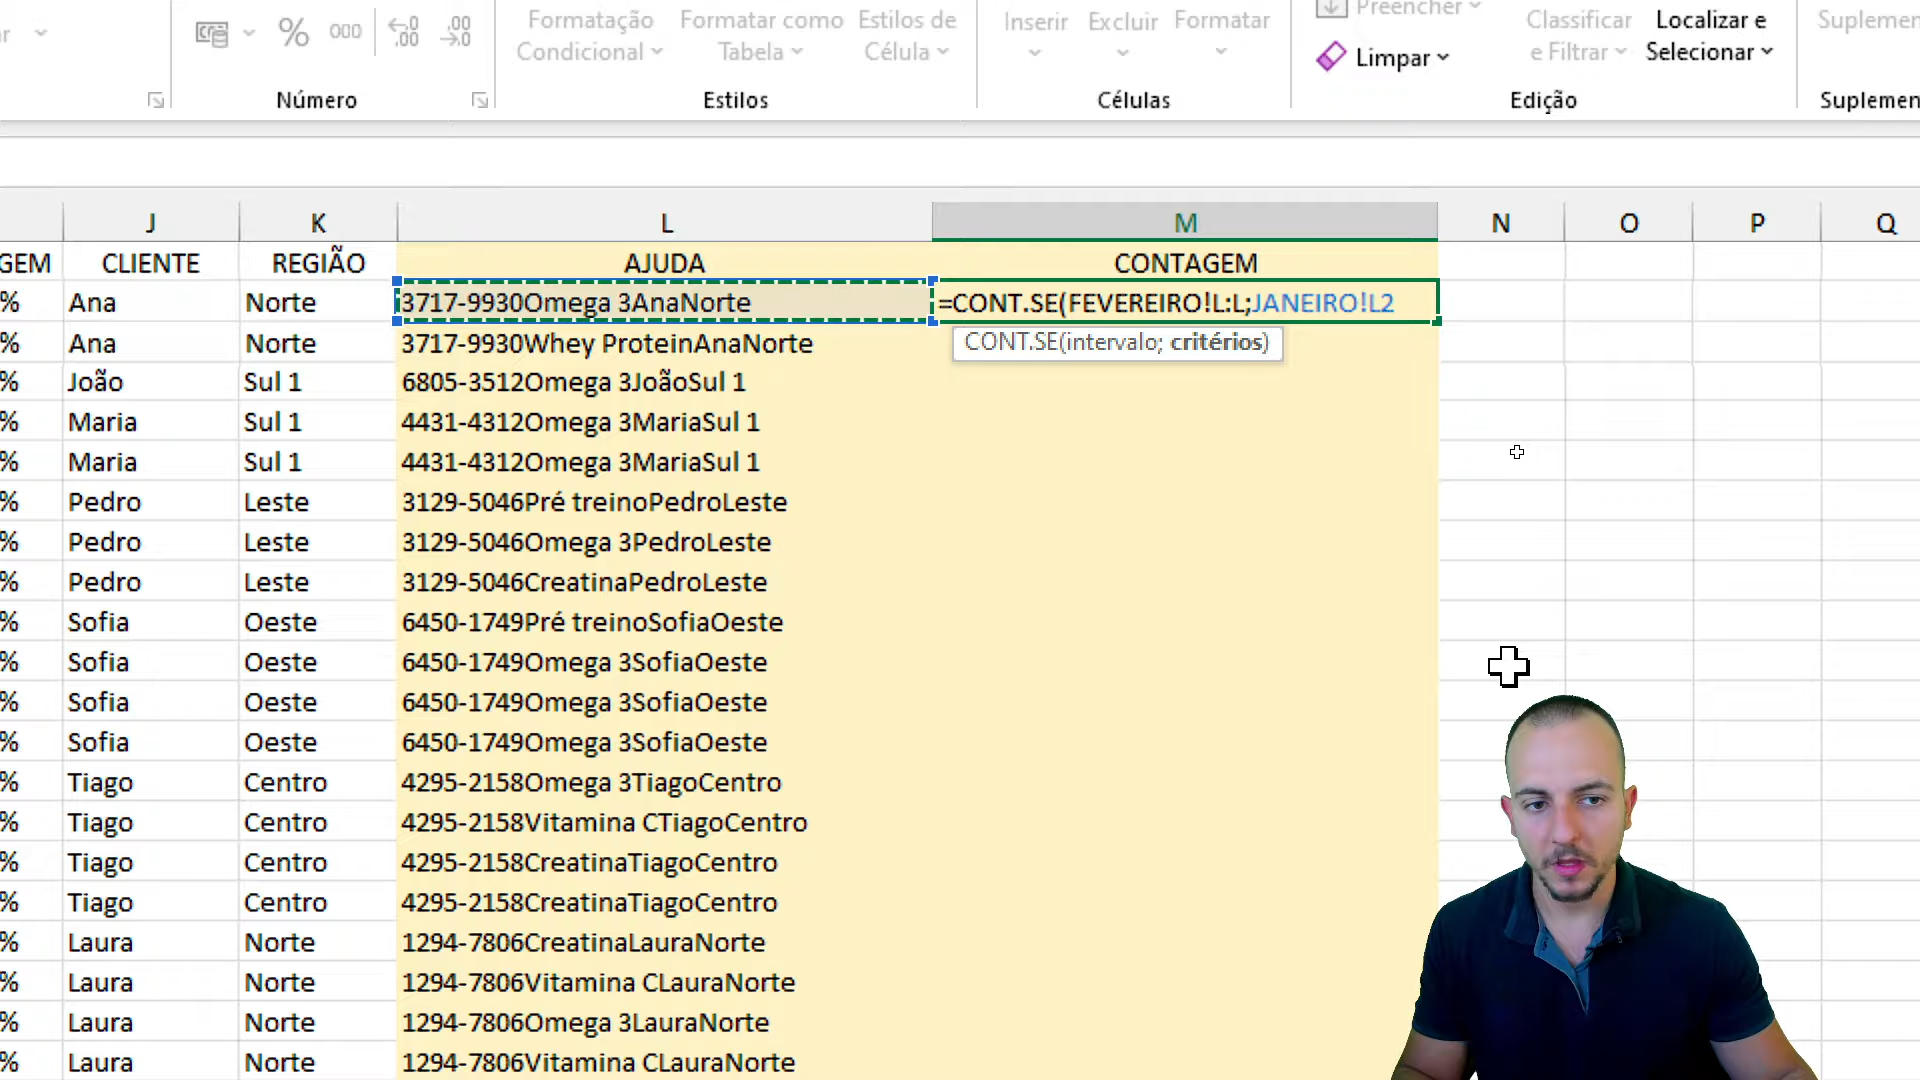 Formatação
Condicional
Formatar como
Tabela
Estilos de
Célula
Inserir
Excluir
Formatar
Preencher
Limpar
Classificar
e Filtrar
Localizar e
Selecionar
% 000
Número
Estilos
Células
Edição
J K L M N O P Q
GEM CLIENTE REGIÃO AJUDA CONTAGEM
% Ana Norte 3717-9930Omega 3AnaNorte =CONT.SE(FEVEREIRO!L:L;JANEIRO!L2
CONT.SE(intervalo; critérios)
% Ana Norte 3717-9930Whey ProteinAnaNorte
% João Sul 1 6805-3512Omega 3JoãoSul 1
% Maria Sul 1 4431-4312Omega 3MariaSul 1
% Maria Sul 1 4431-4312Omega 3MariaSul 1
% Pedro Leste 3129-5046Pré treinoPedroLeste
% Pedro Leste 3129-5046Omega 3PedroLeste
% Pedro Leste 3129-5046CreatinaPedroLeste
% Sofia Oeste 6450-1749Pré treinoSofiaOeste
% Sofia Oeste 6450-1749Omega 3SofiaOeste
% Sofia Oeste 6450-1749Omega 3SofiaOeste
% Sofia Oeste 6450-1749Omega 3SofiaOeste
% Tiago Centro 4295-2158Omega 3TiagoCentro
% Tiago Centro 4295-2158Vitamina CTiagoCentro
% Tiago Centro 4295-2158CreatinaTiagoCentro
% Tiago Centro 4295-2158CreatinaTiagoCentro
% Laura Norte 1294-7806CreatinaLauraNorte
% Laura Norte 1294-7806Vitamina CLauraNorte
% Laura Norte 1294-7806Omega 3LauraNorte
% Laura Norte 1294-7806Vitamina CLauraNorte